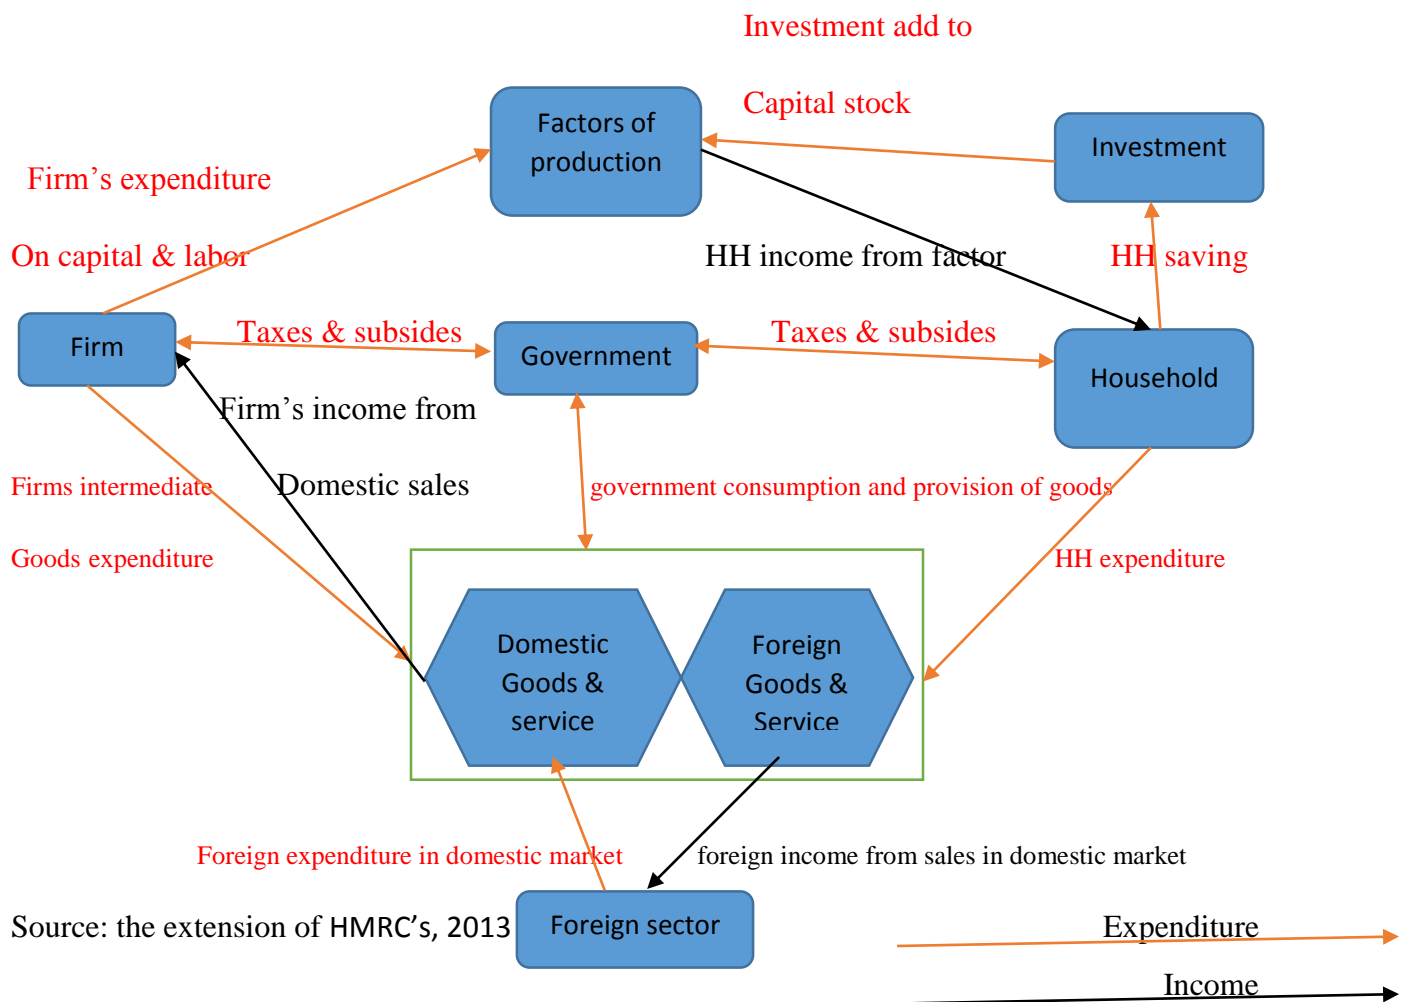 Investment add to
Capital stock
Factors of
production
Investment
Firm’s expenditure
On capital & labor
HH income from factor
HH saving
Firm
Taxes & subsides
Government
Taxes & subsides
Household
Firm’s income from
Domestic sales
Firms intermediate
Goods expenditure
government consumption and provision of goods
HH expenditure
Domestic
Goods &
service
Foreign
Goods &
Service
Foreign expenditure in domestic market
foreign income from sales in domestic market
Source: the extension of HMRC’s, 2013
Foreign sector
Expenditure
Income